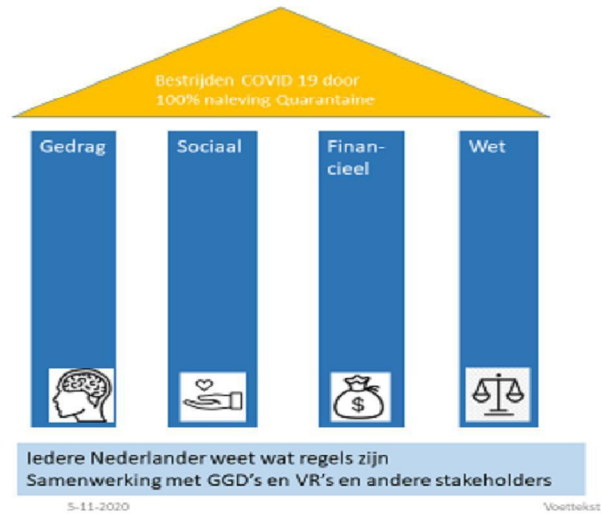 Bestrijden COVID 19 door
100% naleving Quarantaine
Gedrag
Sociaal
Finan-
cieel
Wet
$
Iedere Nederlander weet wat regels zijn
Samenwerking met GGD's en VR's en andere stakeholders
5-11-2020
Voettekst